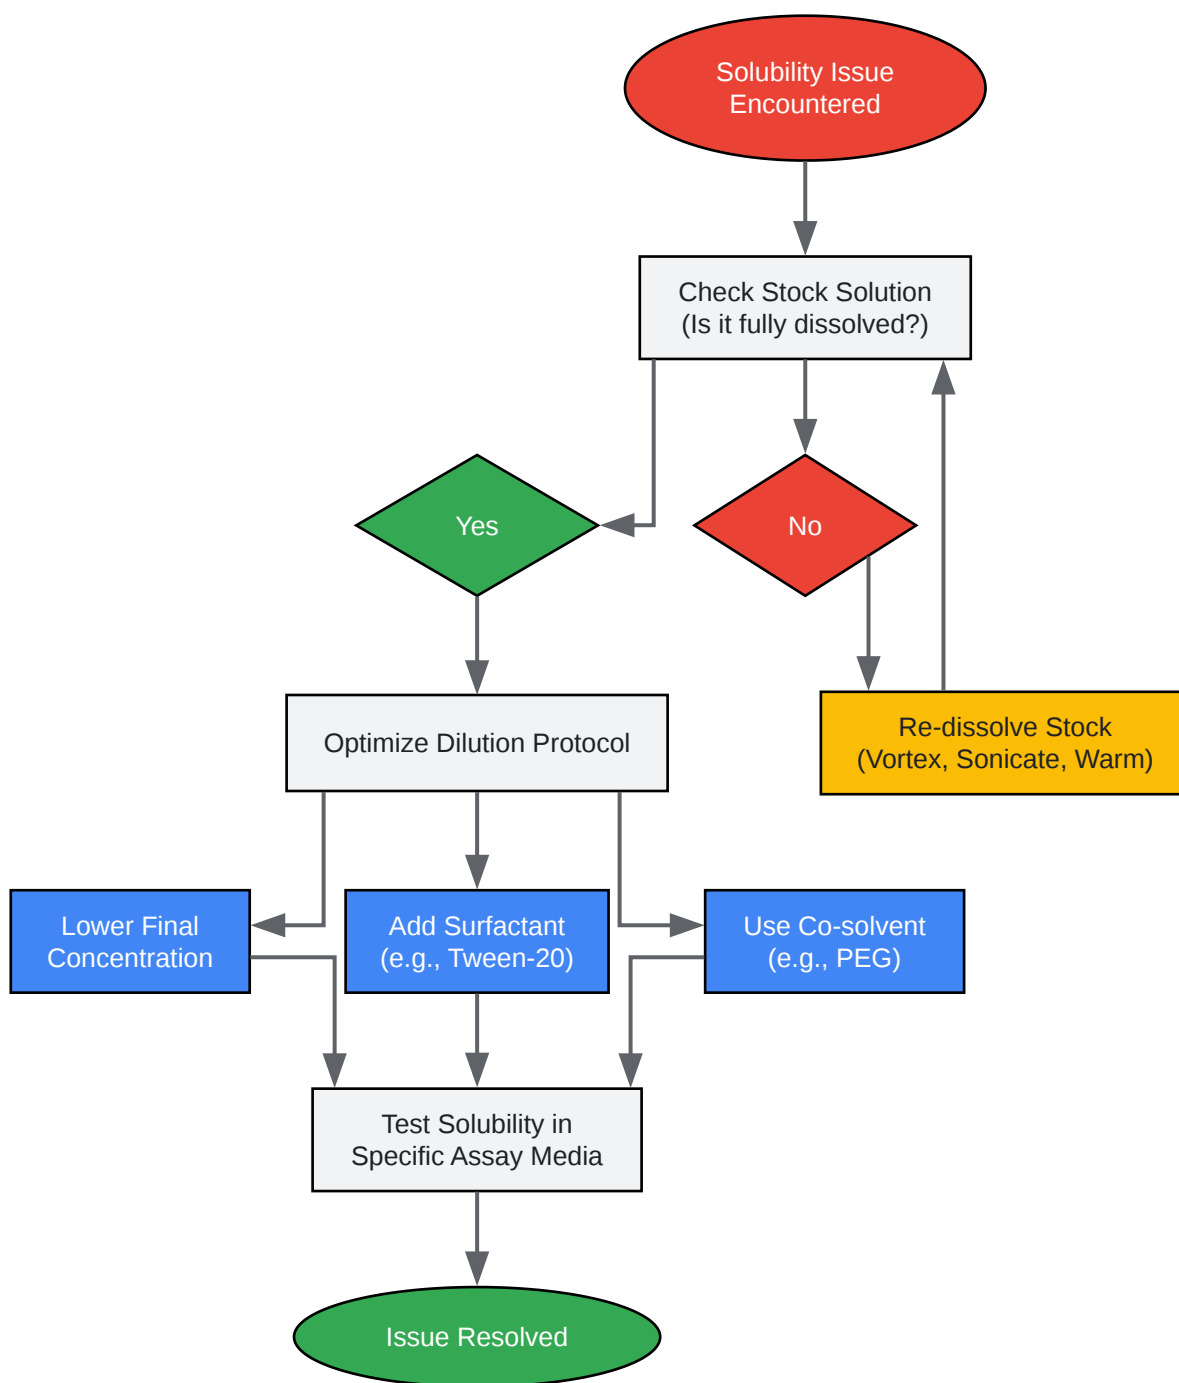 Solubility Issue
Encountered
Check Stock Solution
(Is it fully dissolved?)
Yes
No
Optimize Dilution Protocol
Re-dissolve Stock
(Vortex, Sonicate, Warm)
Lower Final
Concentration
Add Surfactant
(e.g., Tween-20)
Use Co-solvent
(e.g., PEG)
Test Solubility in
Specific Assay Media
Issue Resolved